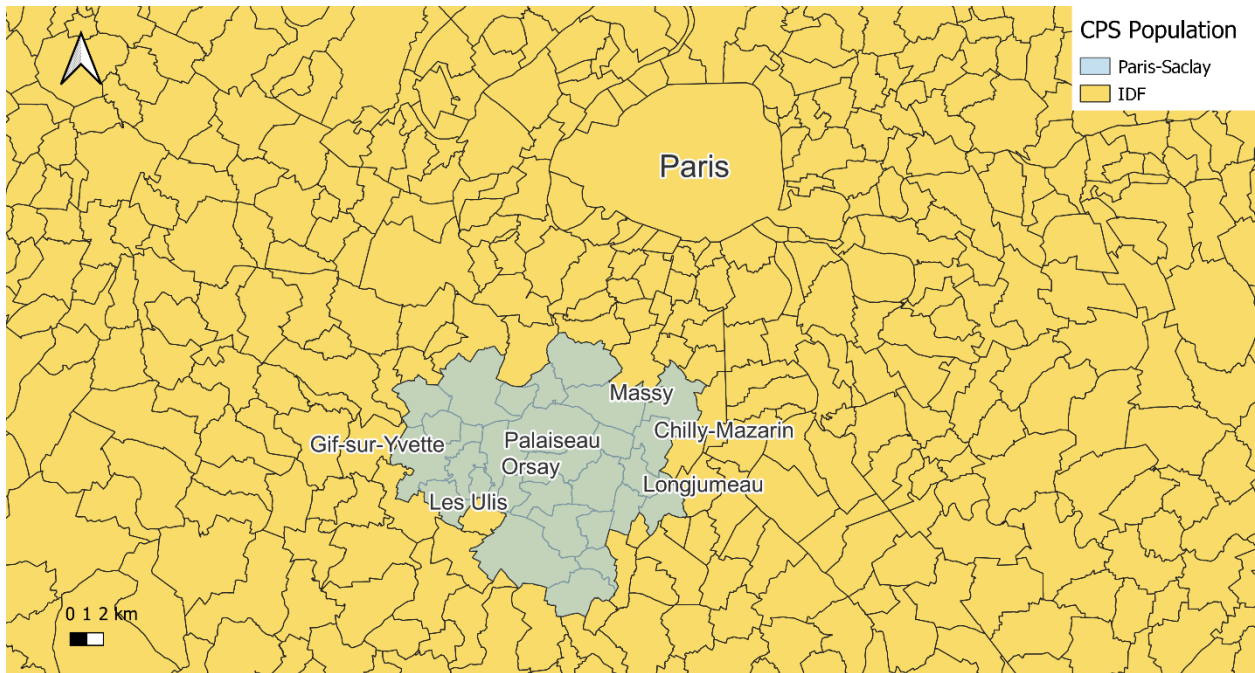 CPS Population
Paris-Saclay
IDF
Paris
Massy
Chilly-Mazarin
Gif-sur-Yvette
Palaiseau
Orsay
Longjumeau
Les Ulis
0 1 2 km